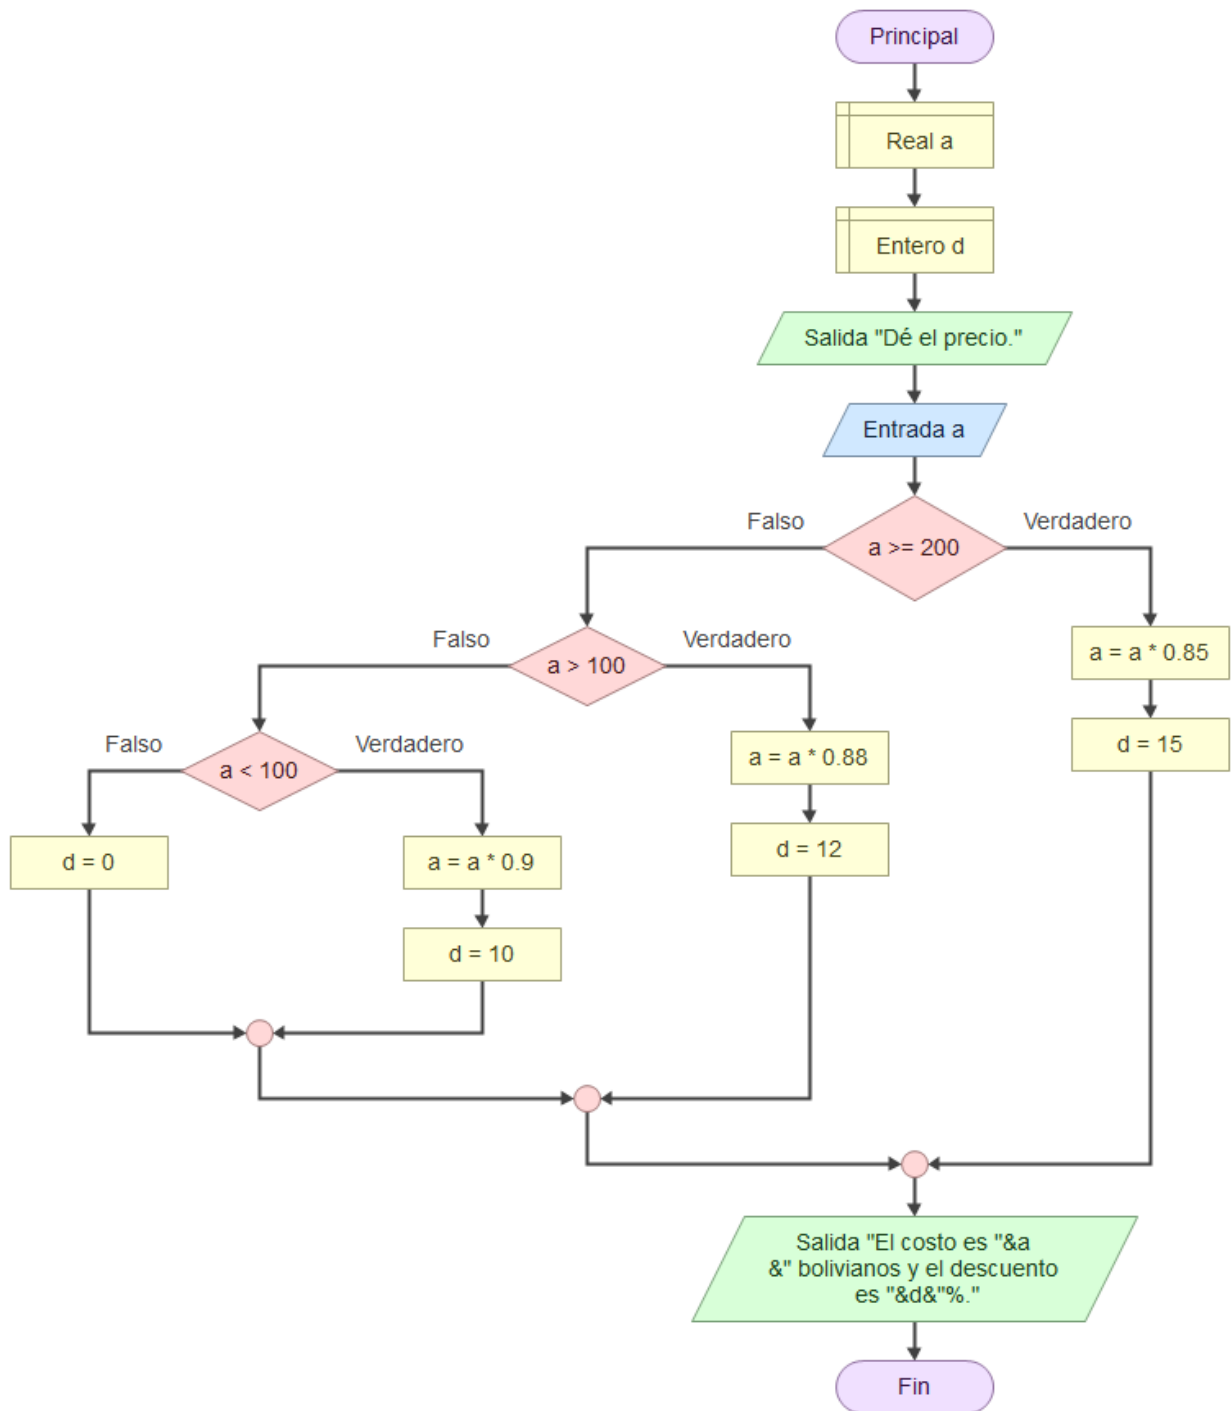 Principal
Real a
Entero d
Salida "Dé el precio."
Entrada a
Falso
Verdadero
a >= 200
Falso
Verdadero
a > 100
a = a * 0.85
Falso
Verdadero
a < 100
a = a * 0.88
d = 15
d = 0
a = a * 0.9
d = 12
d = 10
Salida "El costo es "&a
&" bolivianos y el descuento
es "&d&"%."
Fin